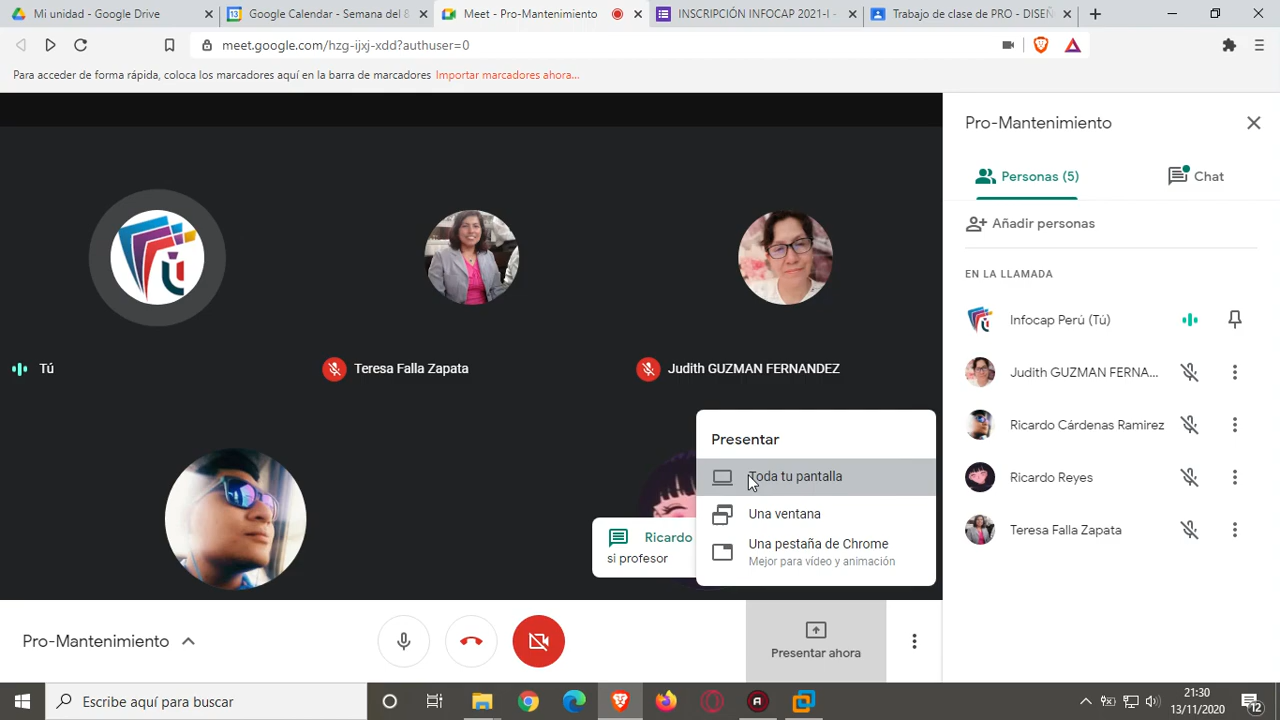 Mi unidad - Google Drive
Google Calendar - Semana del 8
Meet - Pro-Mantenimiento
INSCRIPCIÓN INFOCAP 2021-I -
Trabajo de clase de PRO - DISEÑ
meet.google.com/hzg-ijxj-xdd?authuser=0
Para acceder de forma rápida, coloca los marcadores aquí en la barra de marcadores Importar marcadores ahora...
Pro-Mantenimiento
Personas (5)
Chat
Añadir personas
EN LA LLAMADA
Infocap Perú (Tú)
Judith GUZMAN FERNA...
Ricardo Cárdenas Ramirez
Ricardo Reyes
Teresa Falla Zapata
Tú
Teresa Falla Zapata
Judith GUZMAN FERNANDEZ
Presentar
Toda tu pantalla
Una ventana
Una pestaña de Chrome
Mejor para vídeo y animación
Ricardo
si profesor
Pro-Mantenimiento
Presentar ahora
Escribe aquí para buscar
21:30
13/11/2020
12